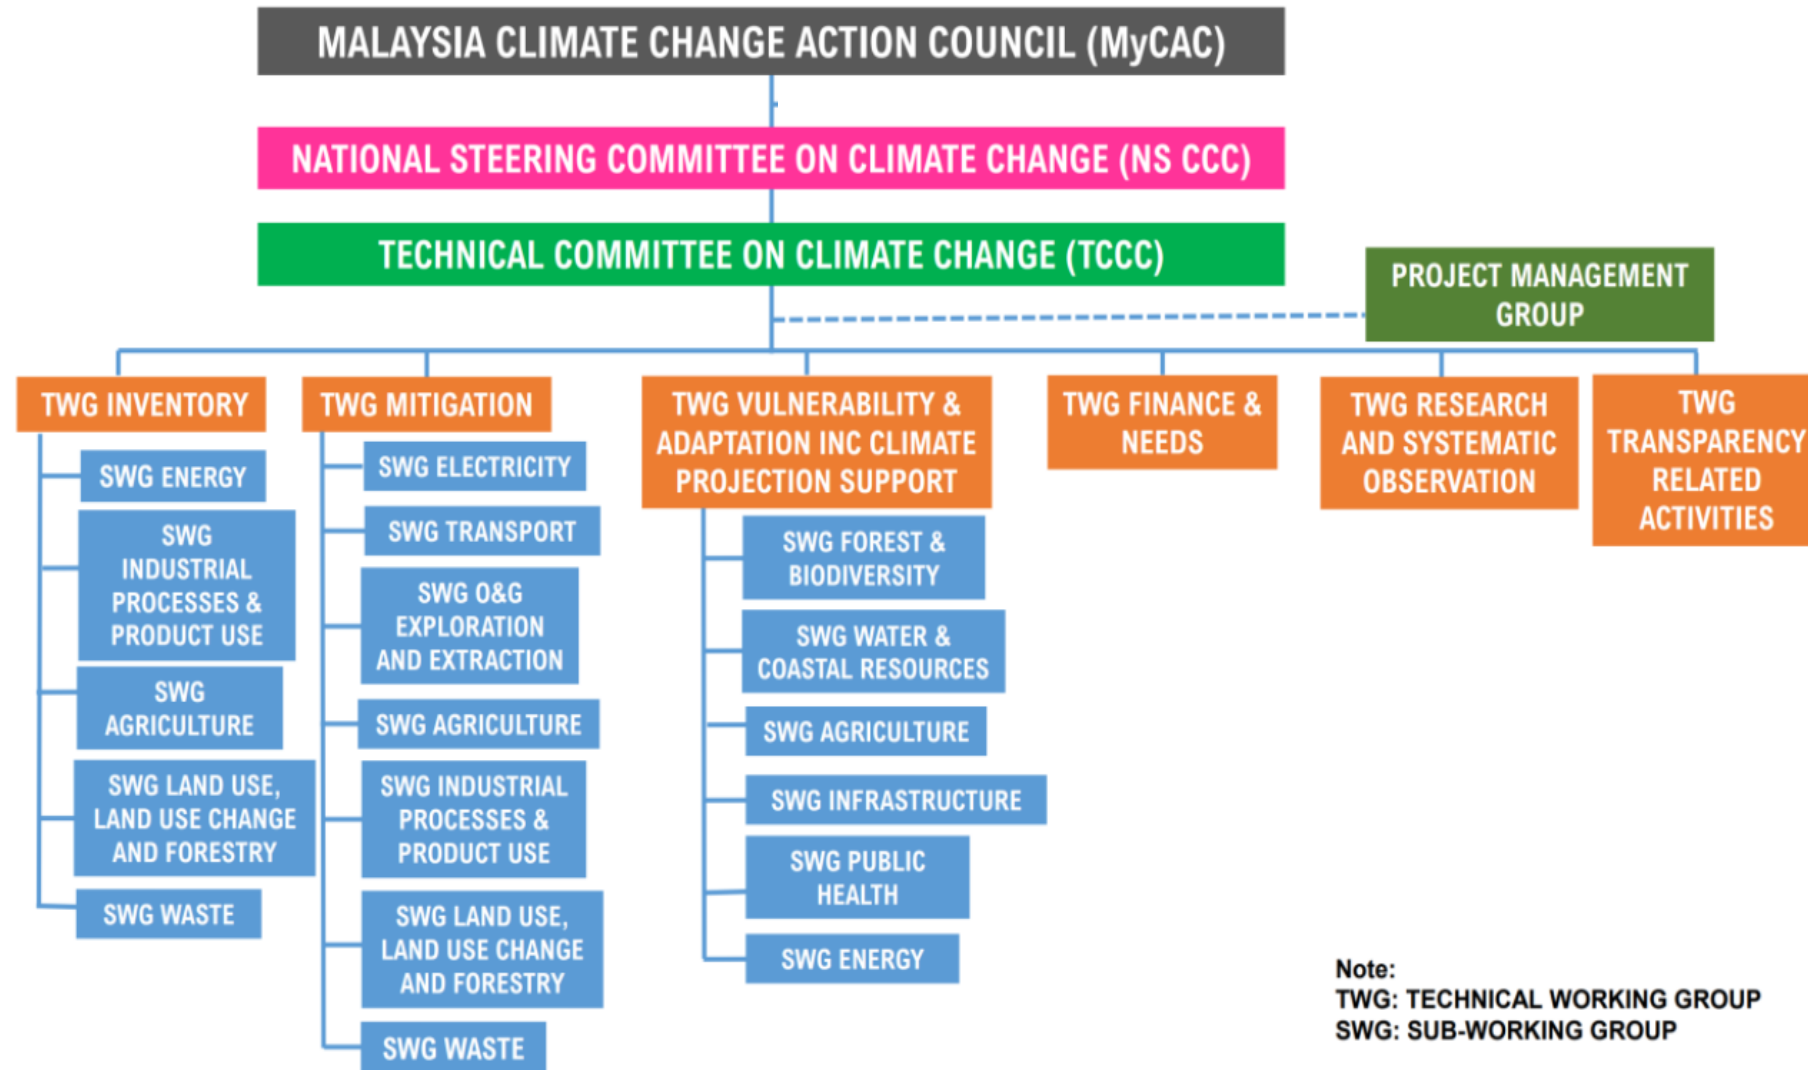 MALAYSIA CLIMATE CHANGE ACTION COUNCIL (MyCAC)
NATIONAL STEERING COMMITTEE ON CLIMATE CHANGE (NS CCC)
TECHNICAL COMMITTEE ON CLIMATE CHANGE (TCCC)
PROJECT MANAGEMENT
GROUP
TWG INVENTORY
SWG ENERGY
SWG
INDUSTRIAL
PROCESSES &
PRODUCT USE
SWG
AGRICULTURE
SWG LAND USE,
LAND USE CHANGE
AND FORESTRY
SWG WASTE
TWG MITIGATION
SWG ELECTRICITY
SWG TRANSPORT
SWG O&G
EXPLORATION
AND EXTRACTION
SWG AGRICULTURE
SWG INDUSTRIAL
PROCESSES &
PRODUCT USE
SWG LAND USE,
LAND USE CHANGE
AND FORESTRY
SWG WASTE
TWG VULNERABILITY &
ADAPTATION INC CLIMATE
PROJECTION SUPPORT
SWG FOREST &
BIODIVERSITY
SWG WATER &
COASTAL RESOURCES
SWG AGRICULTURE
SWG INFRASTRUCTURE
SWG PUBLIC
HEALTH
SWG ENERGY
TWG FINANCE &
NEEDS
TWG RESEARCH
AND SYSTEMATIC
OBSERVATION
TWG
TRANSPARENCY
RELATED
ACTIVITIES
Note:
TWG: TECHNICAL WORKING GROUP
SWG: SUB-WORKING GROUP